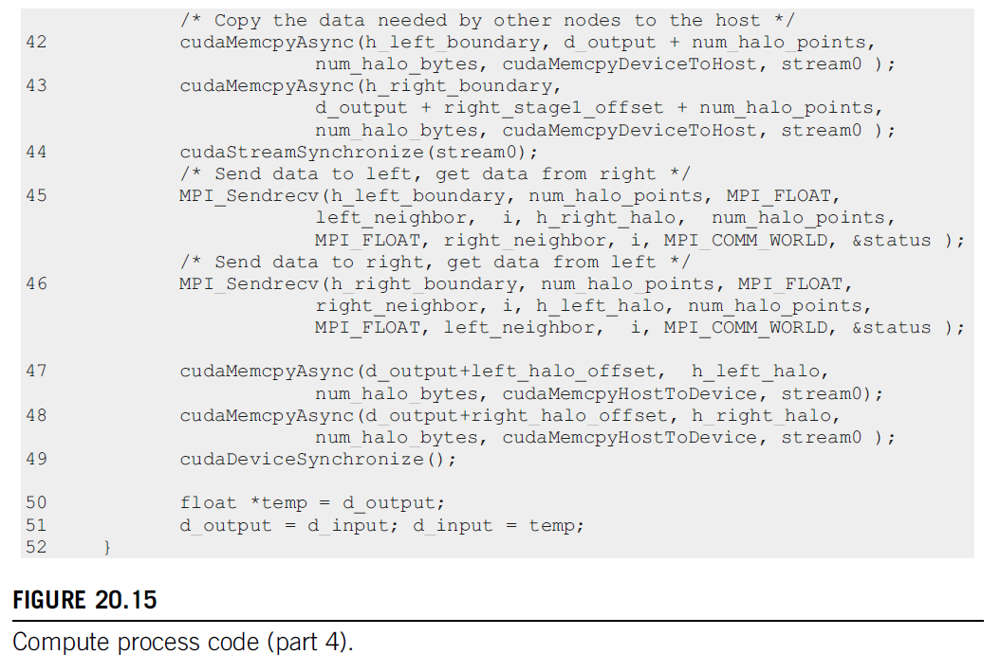 /* Copy the data needed by other nodes to the host */
42 cudaMemcpyAsync(h_left_boundary, d_output + num_halo_points,
num_halo_bytes, cudaMemcpyDeviceToHost, stream0 );
43 cudaMemcpyAsync(h_right_boundary,
d_output + right_stage1_offset + num_halo_points,
num_halo_bytes, cudaMemcpyDeviceToHost, stream0 );
44 cudaStreamSynchronize(stream0);
/* Send data to left, get data from right */
45 MPI_Sendrecv(h_left_boundary, num_halo_points, MPI_FLOAT,
left_neighbor, i, h_right_halo, num_halo_points,
MPI_FLOAT, right_neighbor, i, MPI_COMM_WORLD, &status );
/* Send data to right, get data from left */
46 MPI_Sendrecv(h_right_boundary, num_halo_points, MPI_FLOAT,
right_neighbor, i, h_left_halo, num_halo_points,
MPI_FLOAT, left_neighbor, i, MPI_COMM_WORLD, &status );
47 cudaMemcpyAsync(d_output+left_halo_offset, h_left_halo,
num_halo_bytes, cudaMemcpyHostToDevice, stream0);
48 cudaMemcpyAsync(d_output+right_halo_offset, h_right_halo,
num_halo_bytes, cudaMemcpyHostToDevice, stream0 );
49 cudaDeviceSynchronize();
50 float *temp = d_output;
51 d_output = d_input; d_input = temp;
52 }
FIGURE 20.15
Compute process code (part 4).